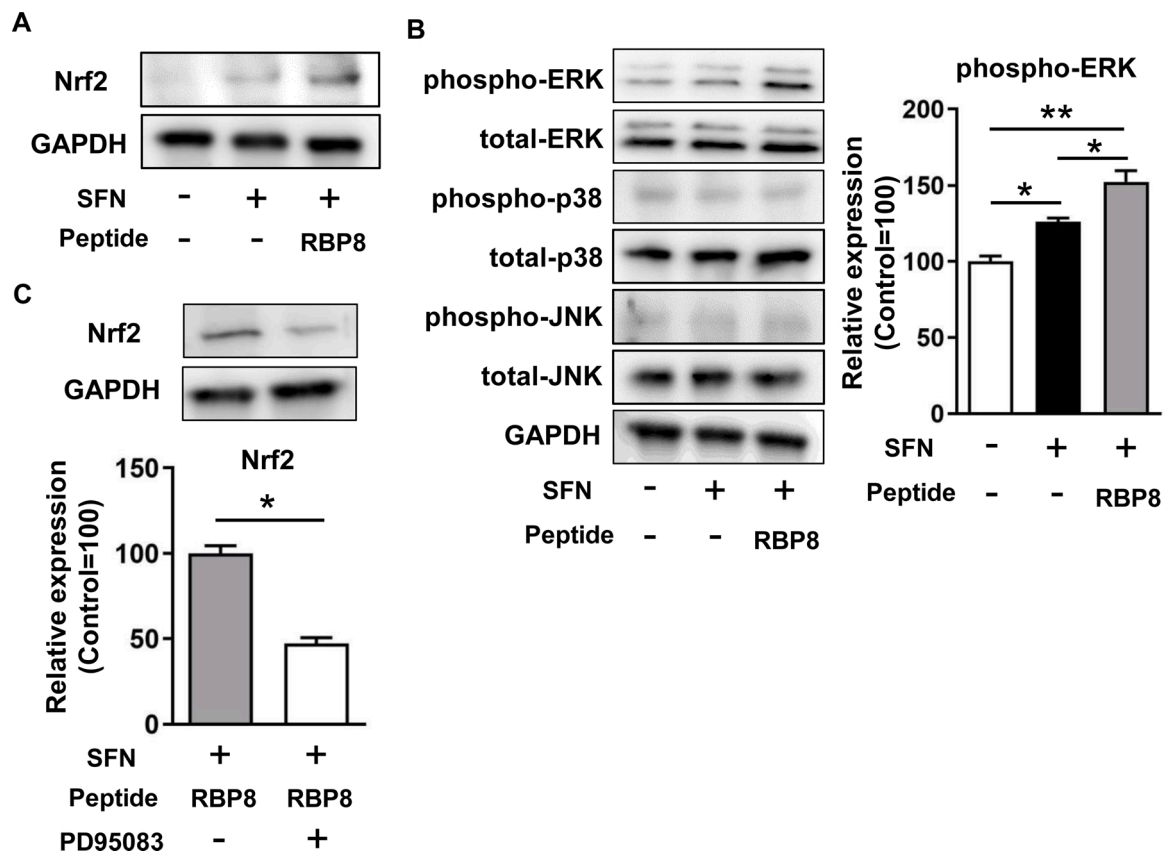 A
Nrf2
GAPDH
SFN - + +
Peptide - - RBP8
B
phospho-ERK
total-ERK
phospho-p38
total-p38
phospho-JNK
total-JNK
GAPDH
SFN - + +
Peptide - - RBP8
phospho-ERK
Relative expression
(Control=100)
200
150
100
50
0
**
*
*
SFN - + +
Peptide - - RBP8
C
Nrf2
GAPDH
Nrf2
Relative expression
(Control=100)
150
100
50
0
*
SFN + +
Peptide RBP8 RBP8
PD95083 - +